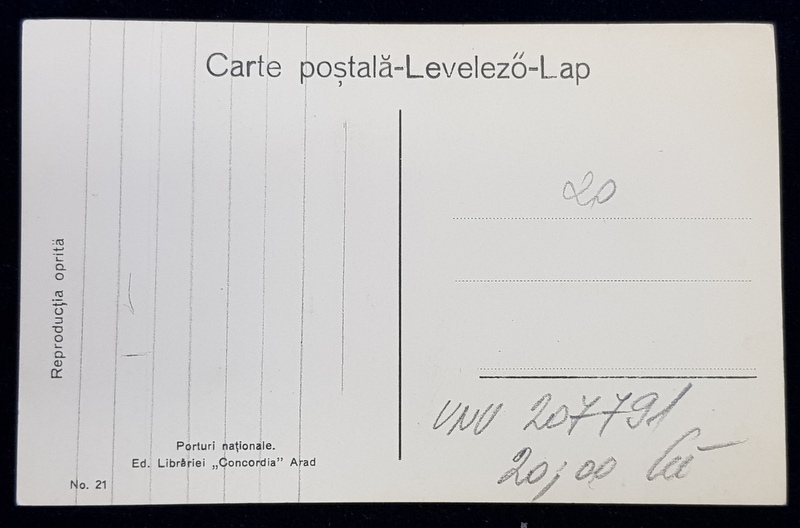 Carte poștală-Levelező-Lap
Reproducția oprită
20
VNV 207791
20,00 Lei
Porturi naționale.
Ed. Librăriei „Concordia” Arad
No. 21